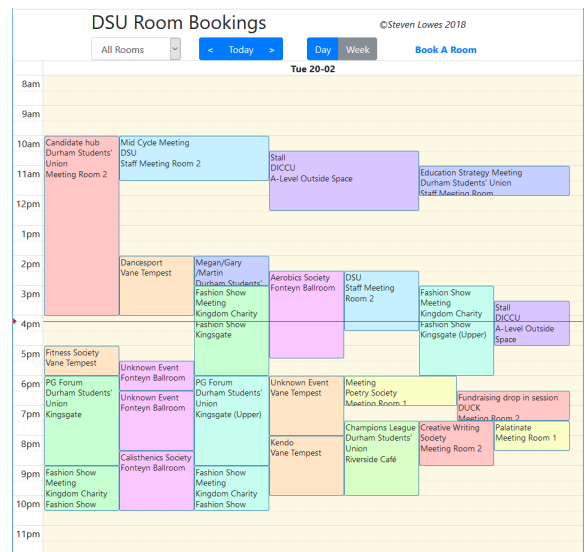 DSU Room Bookings
©Steven Lowes 2018
All Rooms
< Today >
Day Week
Book A Room
Tue 20-02
8am
9am
10am
11am
12pm
1pm
2pm
3pm
4pm
5pm
6pm
7pm
8pm
9pm
10pm
11pm
Candidate hub
Durham Students'
Union
Meeting Room 2
Mid Cycle Meeting
DSU
Staff Meeting Room 2
Stall
DICCU
A-Level Outside Space
Education Strategy Meeting
Durham Students' Union
Staff Meeting Room
Dancesport
Vane Tempest
Megan/Gary
/Martin
Durham Students'
Aerobics Society
Fonteyn Ballroom
DSU
Staff Meeting
Room 2
Fashion Show
Meeting
Kingdom Charity
Fashion Show
Kingsgate
Fashion Show
Meeting
Kingdom Charity
Fashion Show
Kingsgate (Upper)
Stall
DICCU
A-Level Outside
Space
Fitness Society
Vane Tempest
Unknown Event
Fonteyn Ballroom
PG Forum
Durham Students'
Union
Kingsgate
Unknown Event
Fonteyn Ballroom
PG Forum
Durham Students'
Union
Kingsgate (Upper)
Unknown Event
Vane Tempest
Meeting
Poetry Society
Meeting Room 1
Fundraising drop in session
DUCK
Meeting Room 2
Calisthenics Society
Fonteyn Ballroom
Kendo
Vane Tempest
Champions League
Durham Students'
Union
Riverside Café
Creative Writing
Society
Meeting Room 2
Palatinate
Meeting Room 1
Fashion Show
Meeting
Kingdom Charity
Fashion Show
Fashion Show
Meeting
Kingdom Charity
Fashion Show